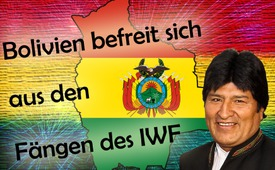 Bolivien befreit sich
aus den
Fängen des IWF